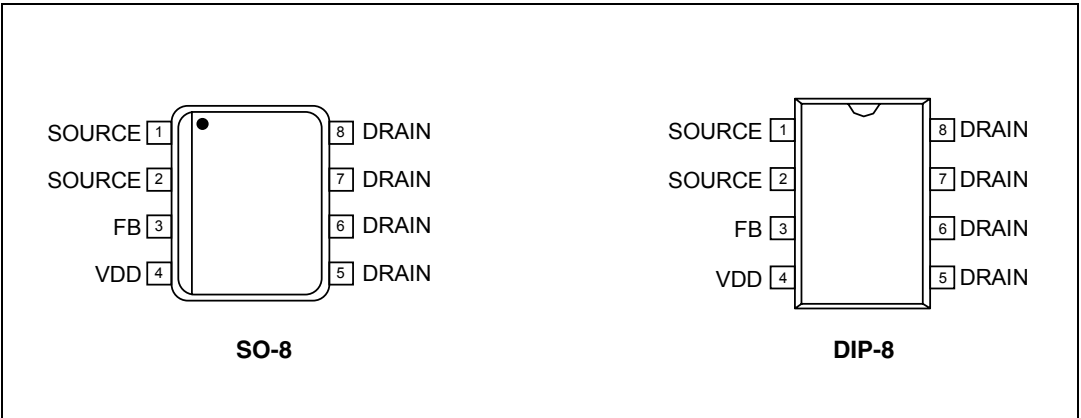 SOURCE 1 8 DRAIN
SOURCE 2 7 DRAIN
FB 3 6 DRAIN
VDD 4 5 DRAIN
SO-8
SOURCE 1 8 DRAIN
SOURCE 2 7 DRAIN
FB 3 6 DRAIN
VDD 4 5 DRAIN
DIP-8